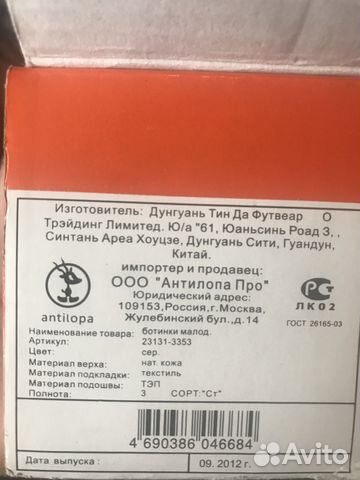 Изготовитель: Дунгуань Тин Да Футвеар О
Трэйдинг Лимитед. Ю/а "61, Юаньсинь Роад 3, ,
Синтань Ареа Хоуцзе, Дунгуань Сити, Гуандун,
Китай.
импортер и продавец:
ООО "Антилопа Про"
Юридический адрес:
109153,Россия,г.Москва,
Жулебинский бул.,д.14
antilopa
РСТ
ЛК02
ГОСТ 26165-03
Наименование товара: ботинки малод.
Артикул: 23131-3353
Цвет: сер.
Материал верха: нат. кожа
Материал подкладки: текстиль
Материал подошвы: ТЭП
Полнота: 3 СОРТ:"Ст"
4 690386 046684
Дата выпуска : 09. 2012 г.
Avito